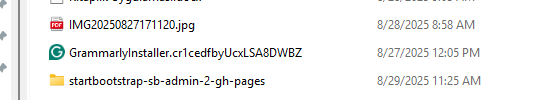 IMG20250827171120.jpg 8/28/2025 8:58 AM
GrammarlyInstaller.cr1cedfbyUcxLSA8DWBZ 8/27/2025 12:05 PM
startbootstrap-sb-admin-2-gh-pages 8/29/2025 11:25 AM